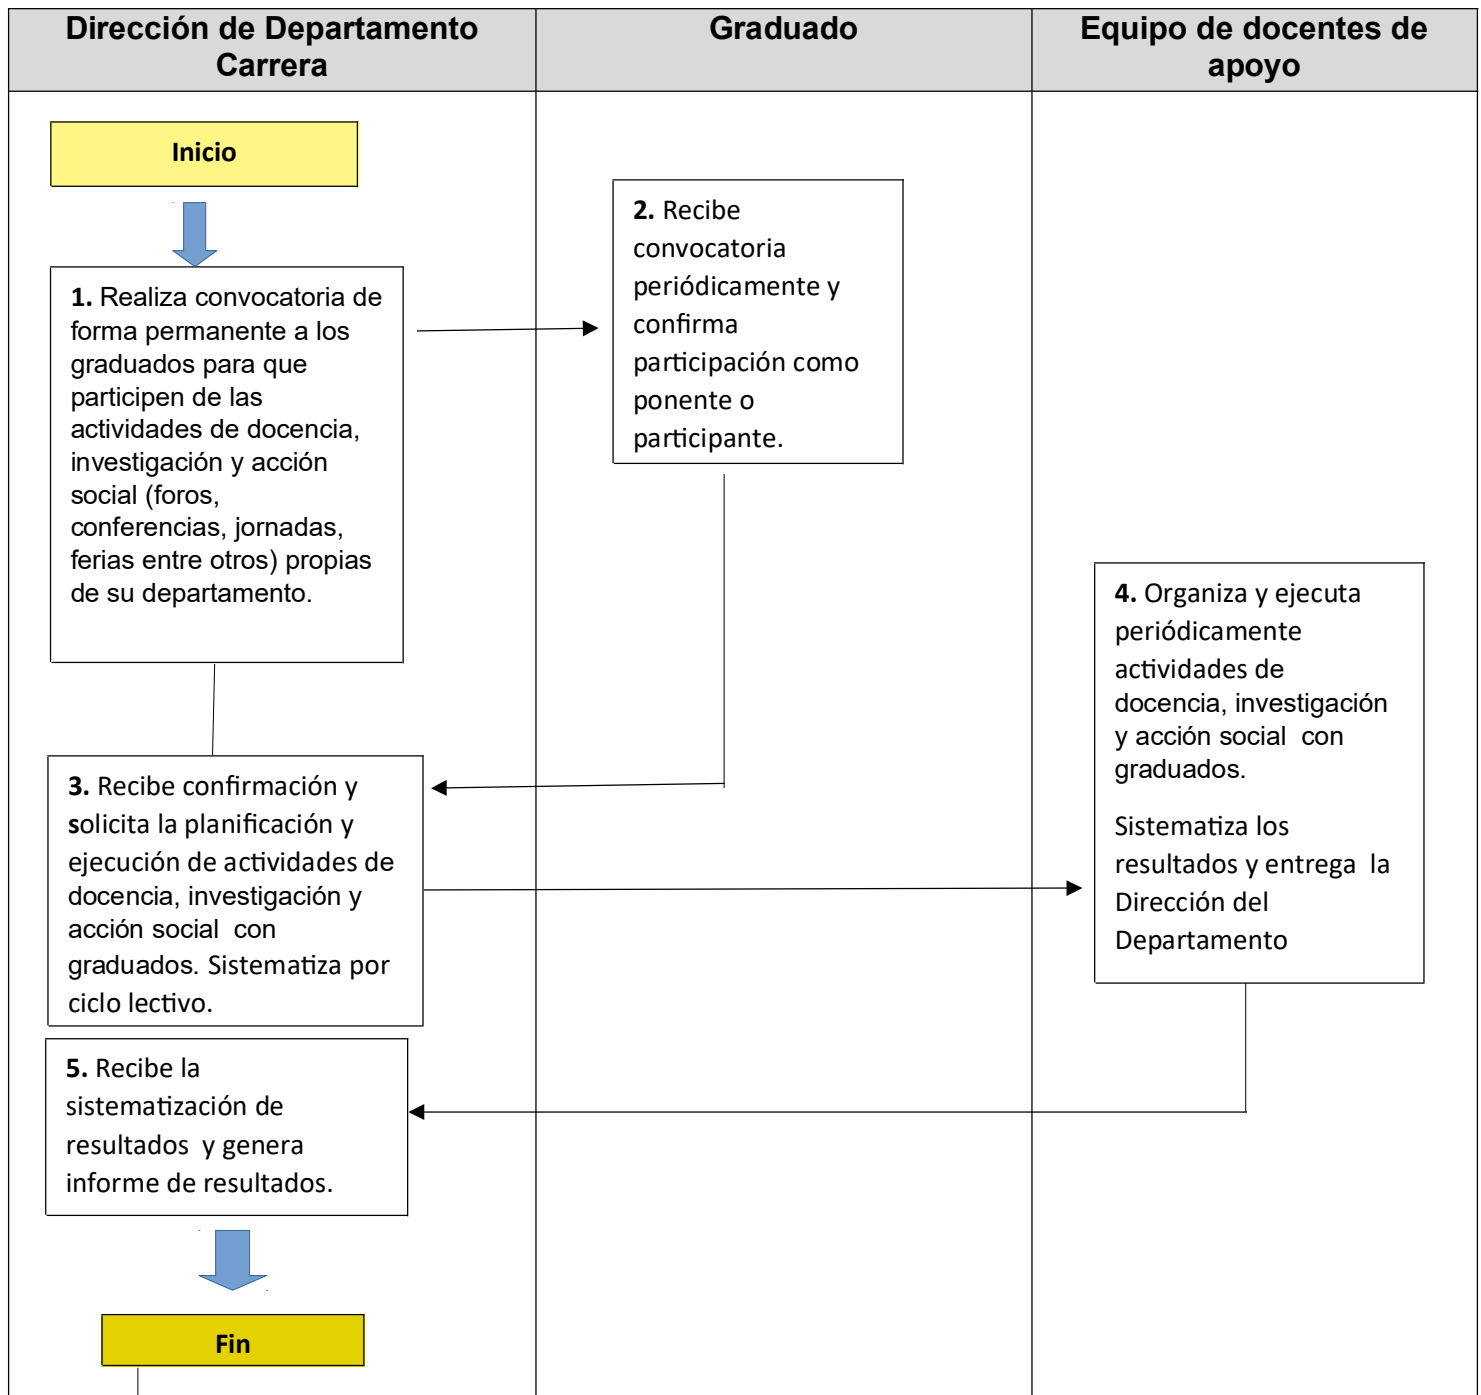 Dirección de Departamento
Carrera
Graduado
Equipo de docentes de
apoyo
Inicio
1. Realiza convocatoria de
forma permanente a los
graduados para que
participen de las
actividades de docencia,
investigación y acción
social (foros,
conferencias, jornadas,
ferias entre otros) propias
de su departamento.
2. Recibe
convocatoria
periódicamente y
confirma
participación como
ponente o
participante.
3. Recibe confirmación y
solicita la planificación y
ejecución de actividades de
docencia, investigación y
acción social con
graduados. Sistematiza por
ciclo lectivo.
4. Organiza y ejecuta
periódicamente
actividades de
docencia, investigación
y acción social con
graduados.
Sistematiza los
resultados y entrega la
Dirección del
Departamento
5. Recibe la
sistematización de
resultados y genera
informe de resultados.
Fin